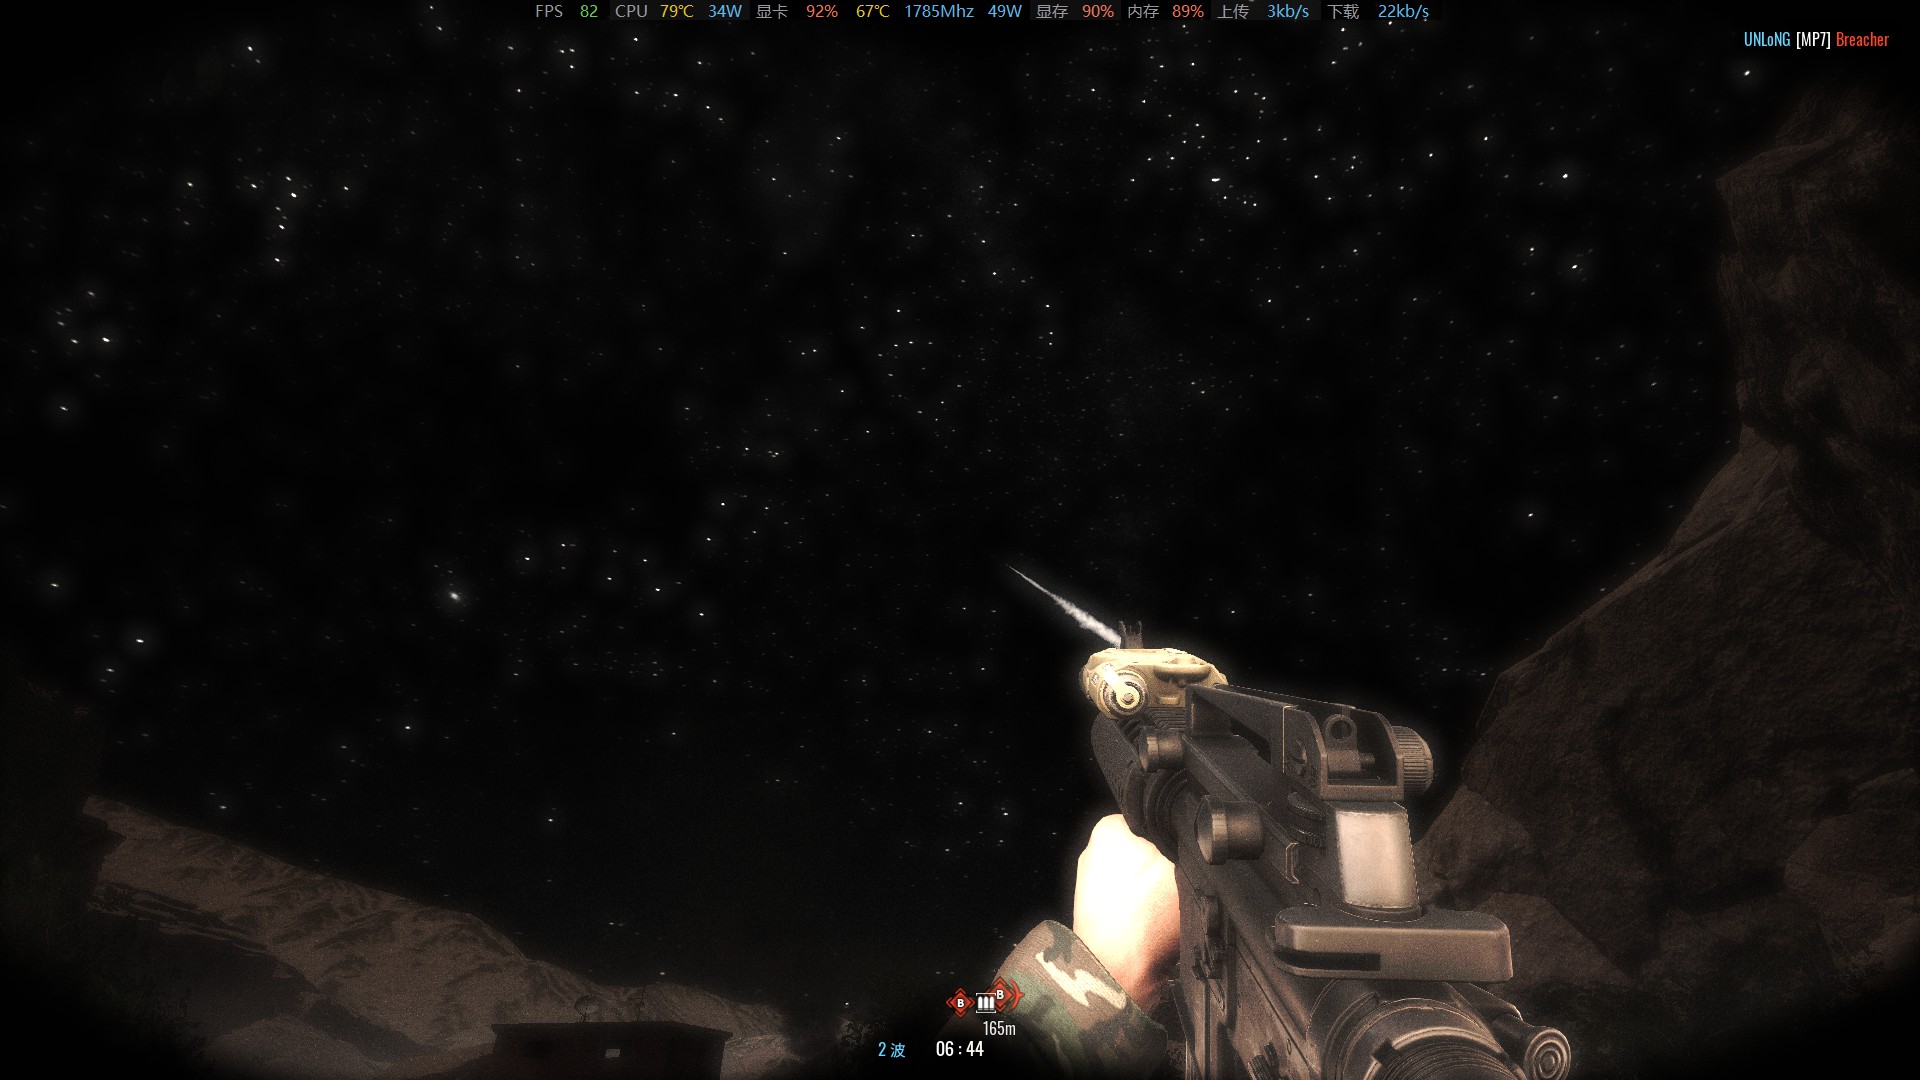 FPS 82 CPU 79℃ 34W 显卡 92% 67℃ 1785Mhz 49W 显存 90% 内存 89% 上传 3kb/s 下载 22kb/s
UNLoNG [MP7] Breacher
B B
165m
2 波 06 : 44